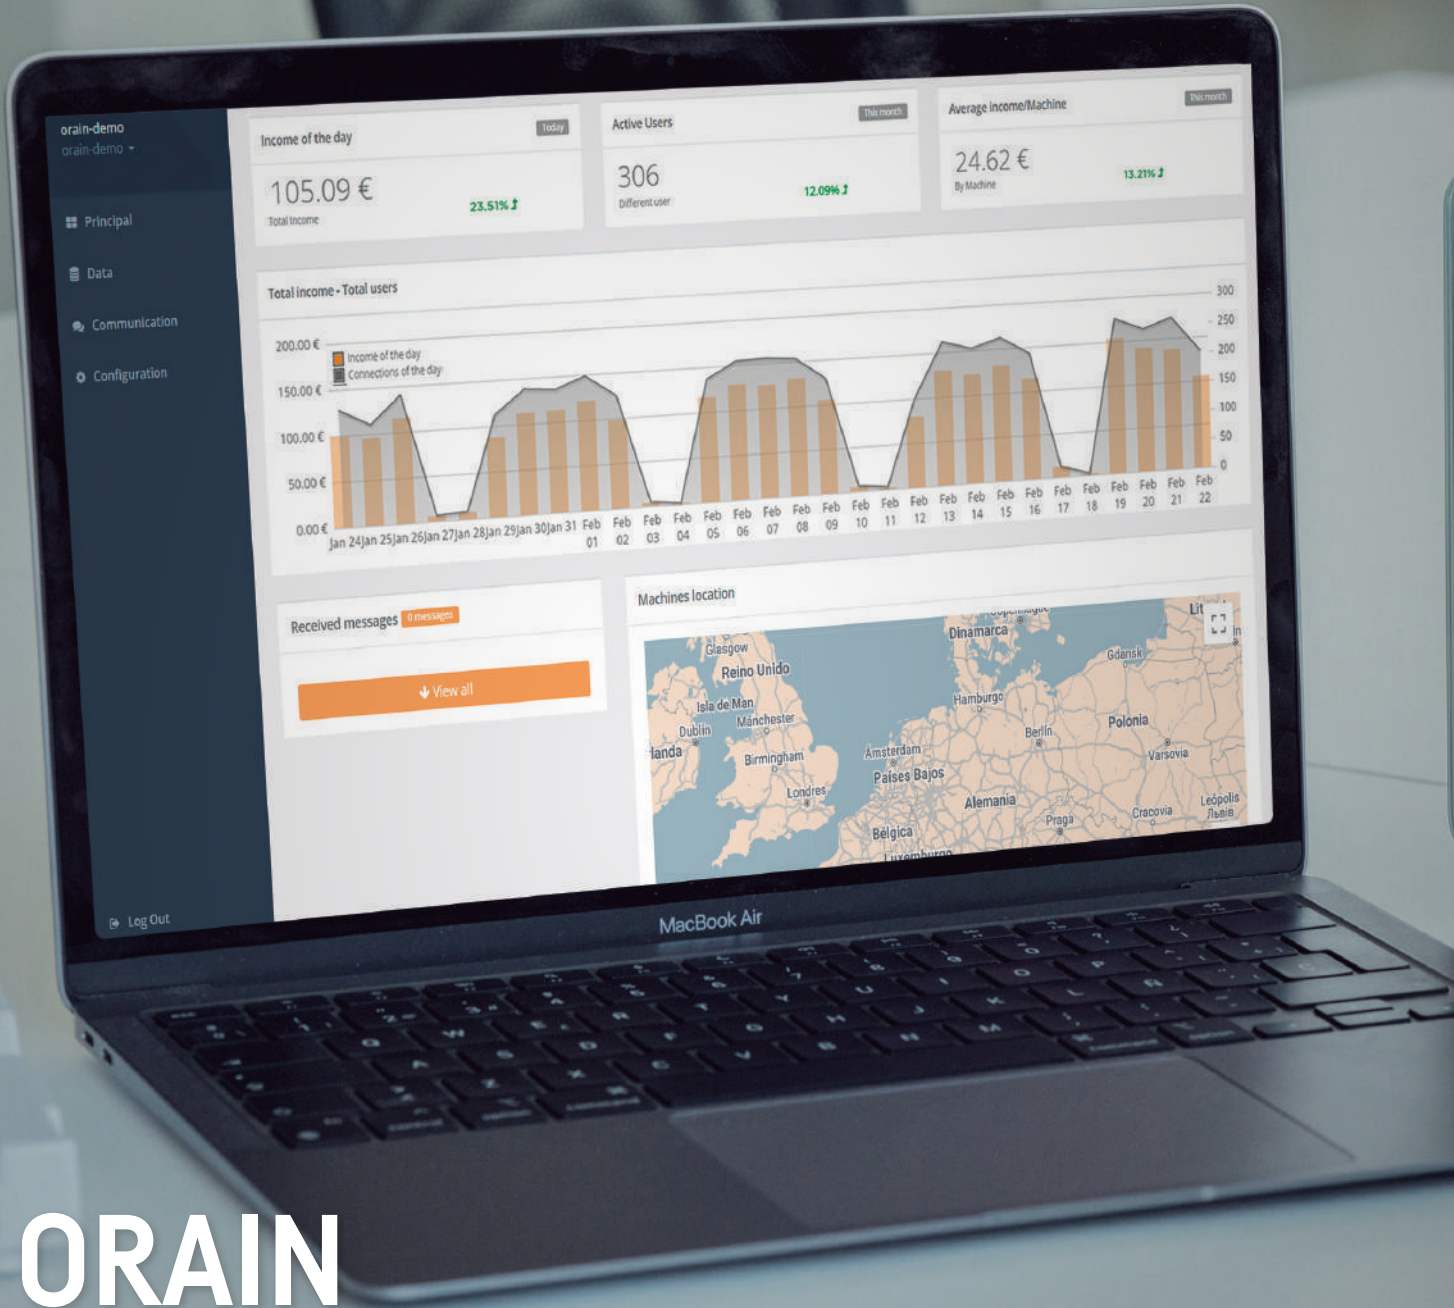 orain-demo
orain-demo
Principal
Data
Communication
Configuration
Log Out
Income of the day
Today
105.09 €
Total Income
23.51%
Active Users
This month
306
Different user
12.09%
Average income/Machine
This month
24.62 €
By Machine
13.21%
Total income - Total users
Income of the day
Connections of the day
200.00 €
150.00 €
100.00 €
50.00 €
0.00 €
300
250
200
150
100
50
0
Jan 24 Jan 25 Jan 26 Jan 27 Jan 28 Jan 29 Jan 30 Jan 31 Feb 01 Feb 02 Feb 03 Feb 04 Feb 05 Feb 06 Feb 07 Feb 08 Feb 09 Feb 10 Feb 11 Feb 12 Feb 13 Feb 14 Feb 15 Feb 16 Feb 17 Feb 18 Feb 19 Feb 20 Feb 21 Feb 22
Received messages
0 messages
View all
Machines location
Glasgow
Reino Unido
Isla de Man
Mánchester
Dublín
landa
Birmingham
Londres
Dinamarca
Hamburgo
Gdansk
Berlín
Polonia
Varsovia
Ámsterdam
Países Bajos
Alemania
Bélgica
Luxemburgo
Praga
Cracovia
Leópolis
Львів
MacBook Air
ORAIN